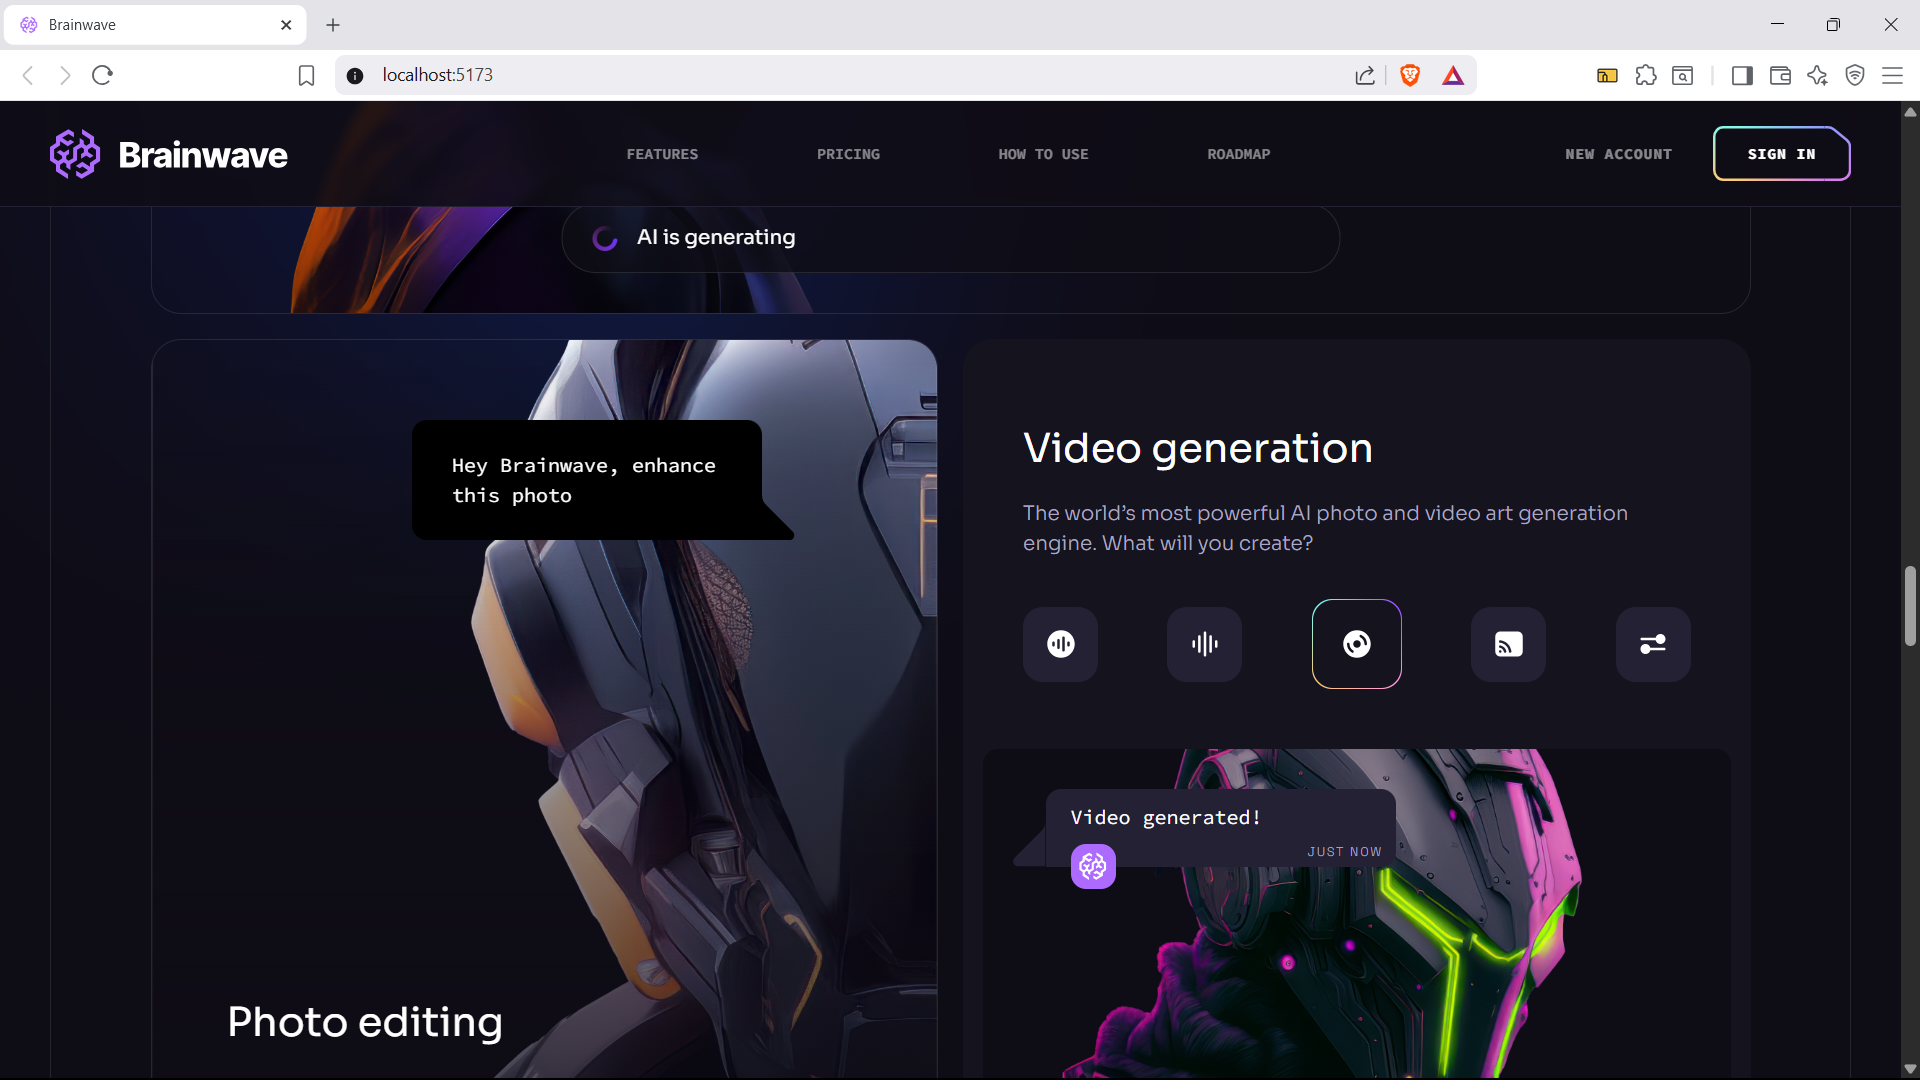 Brainwave
localhost:5173
Brainwave
FEATURES
PRICING
HOW TO USE
ROADMAP
NEW ACCOUNT
SIGN IN
AI is generating
Hey Brainwave, enhance
this photo
Photo editing
Video generation
The world’s most powerful AI photo and video art generation
engine. What will you create?
Video generated!
JUST NOW